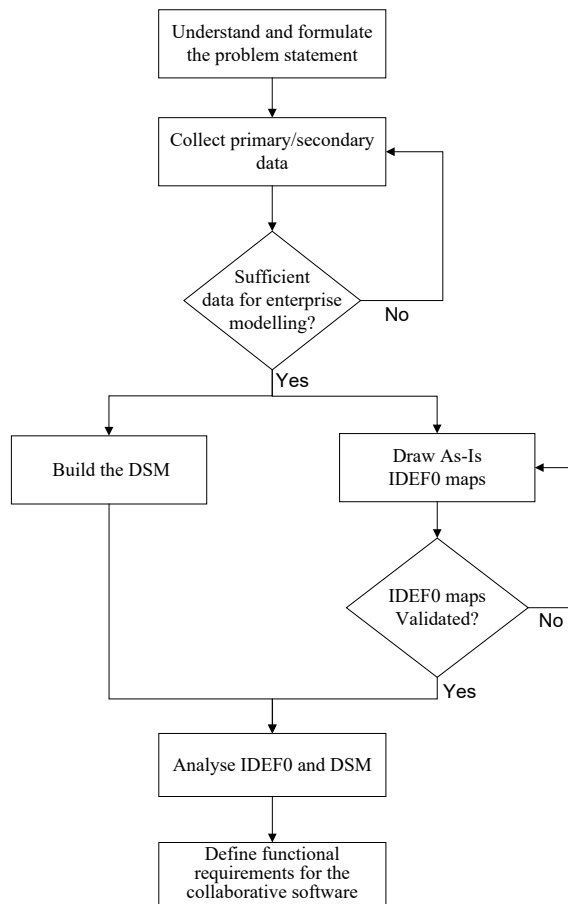 Understand and formulate
the problem statement
Collect primary/secondary
data
Sufficient
data for enterprise
modelling?
No
Yes
Build the DSM
Draw As-Is
IDEF0 maps
IDEF0 maps
Validated?
No
Yes
Analyse IDEF0 and DSM
Define functional
requirements for the
collaborative software